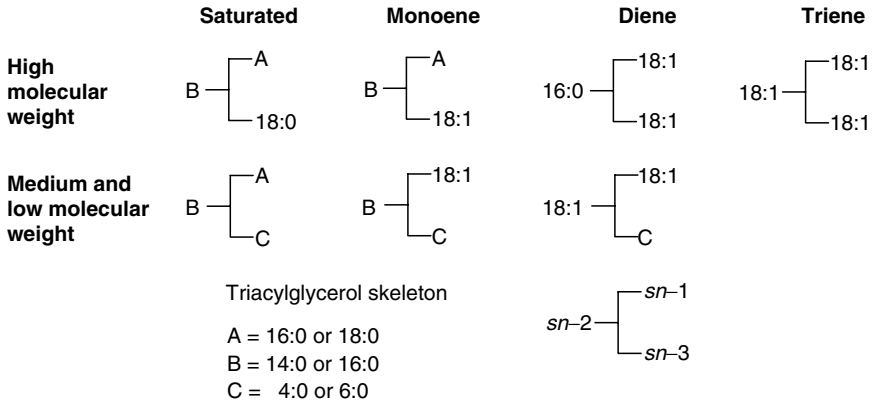 Saturated Monoene Diene Triene
High molecular weight
A
B
18:0
A
B
18:1
18:1
16:0
18:1
18:1
18:1
18:1
Medium and low molecular weight
A
B
C
18:1
B
C
18:1
18:1
C
Triacylglycerol skeleton
A = 16:0 or 18:0
B = 14:0 or 16:0
C = 4:0 or 6:0
sn–1
sn–2
sn–3